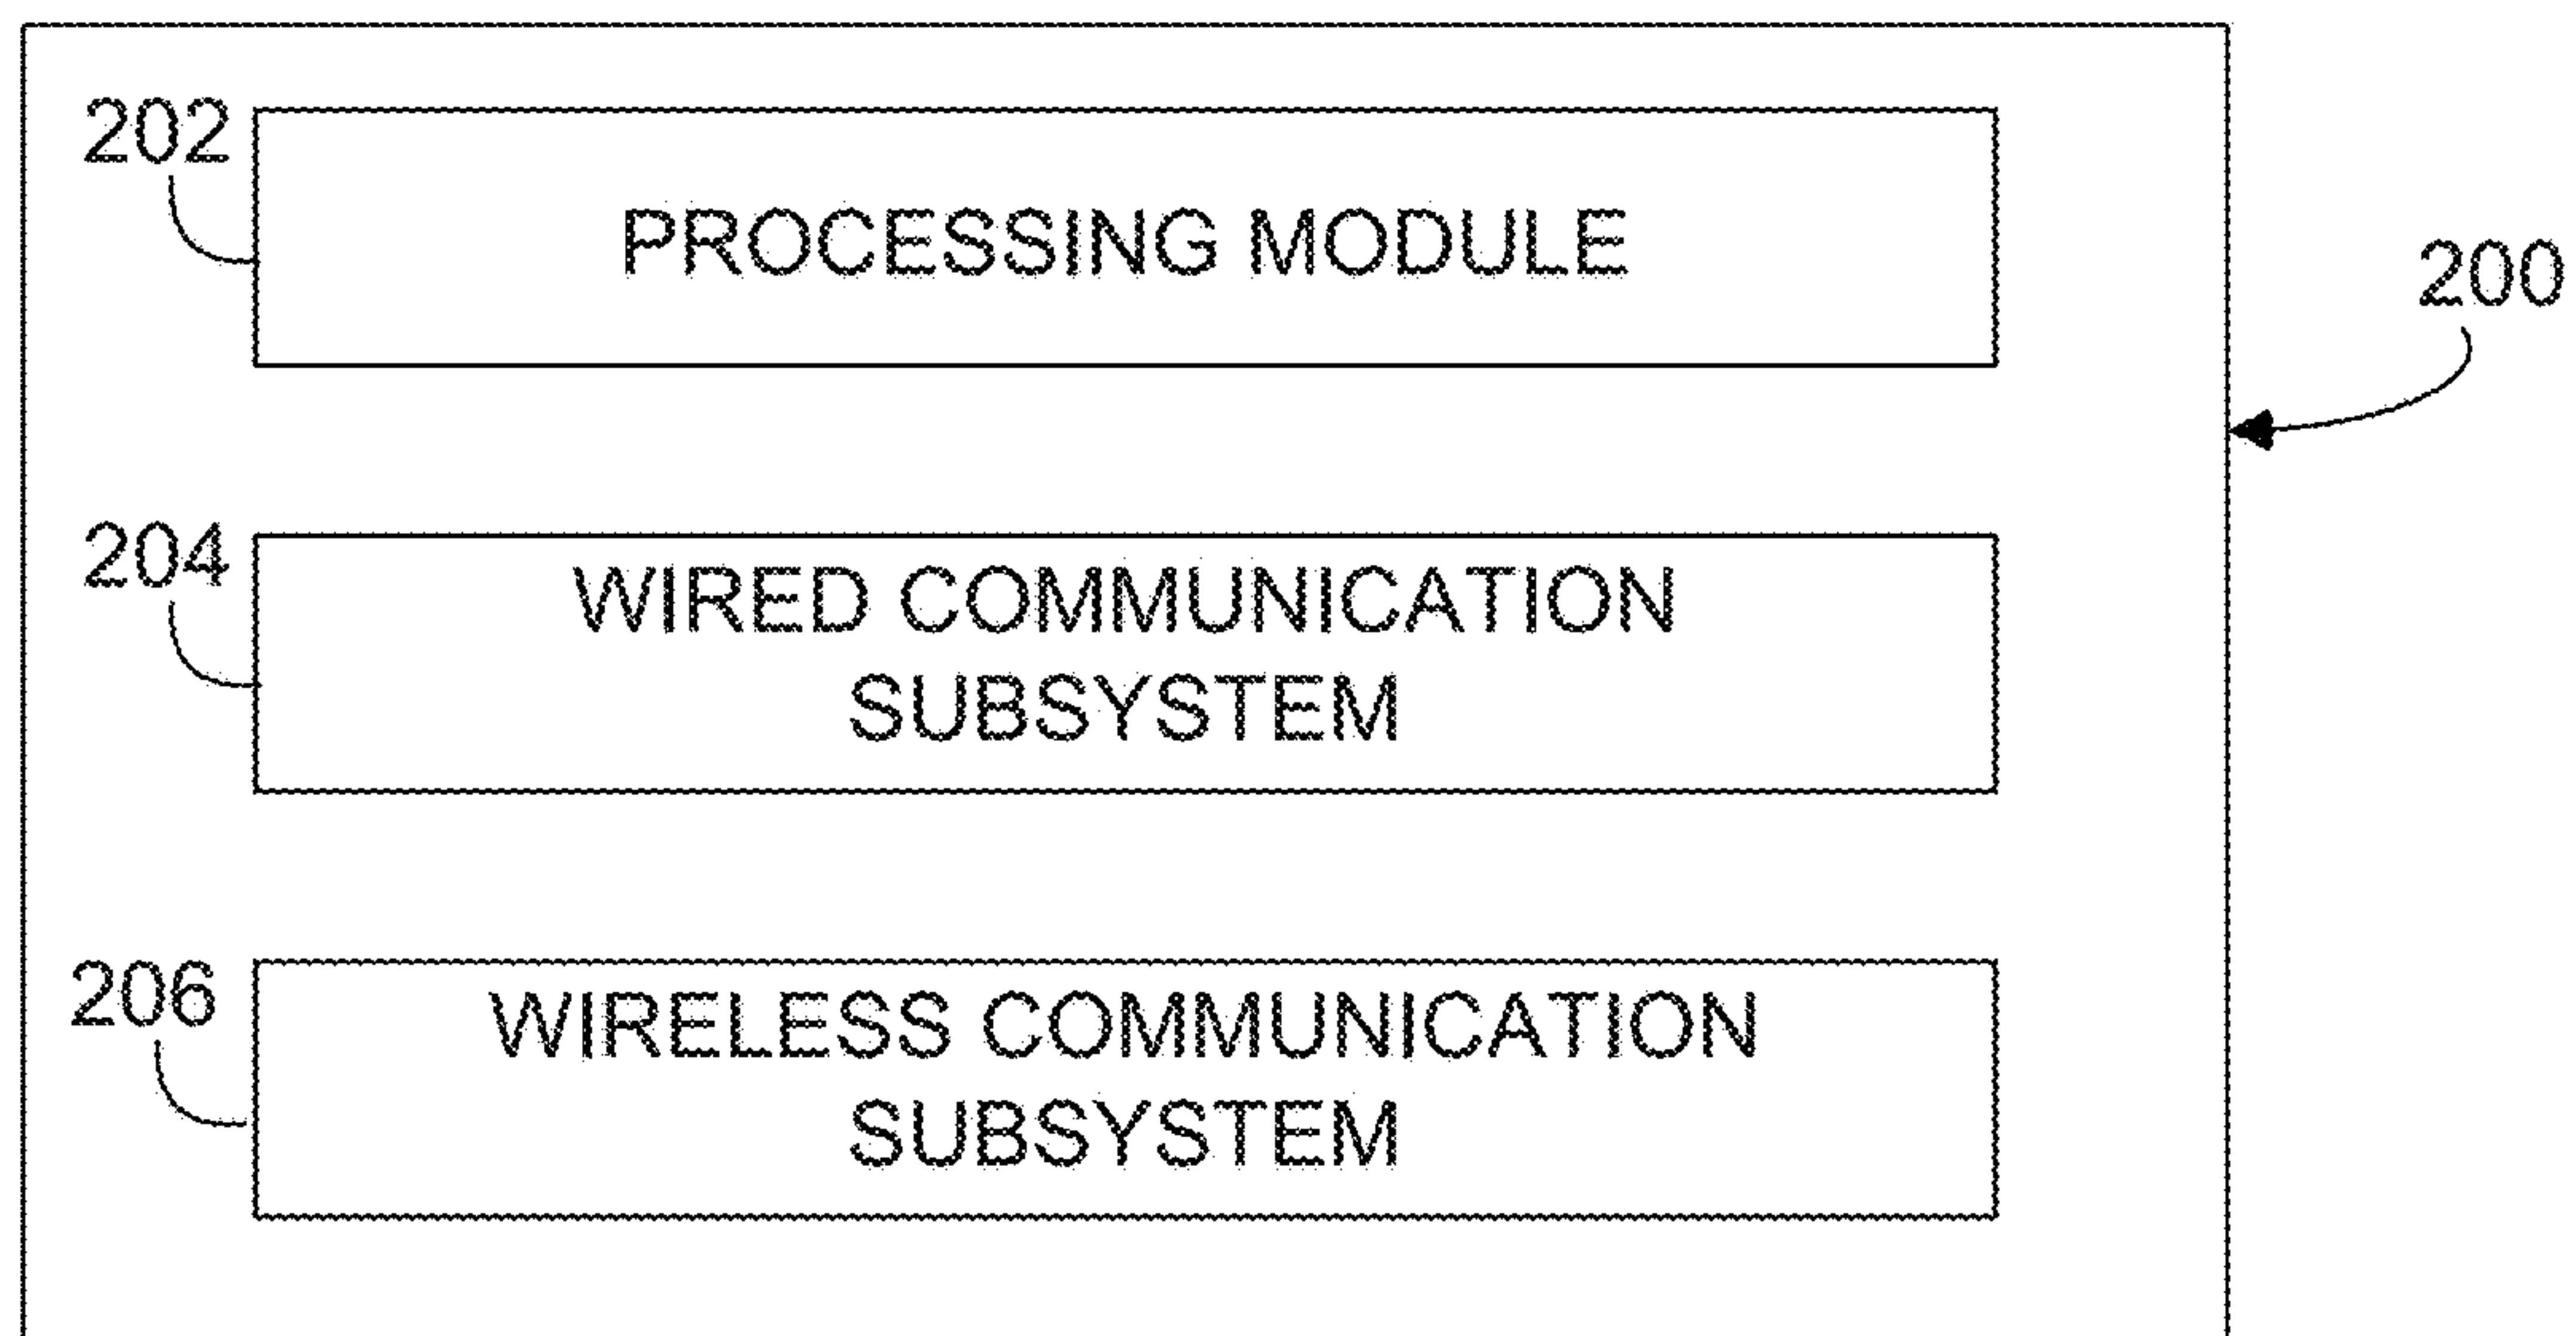 202
PROCESSING MODULE
200
204
WIRED COMMUNICATION
SUBSYSTEM
206
WIRELESS COMMUNICATION
SUBSYSTEM